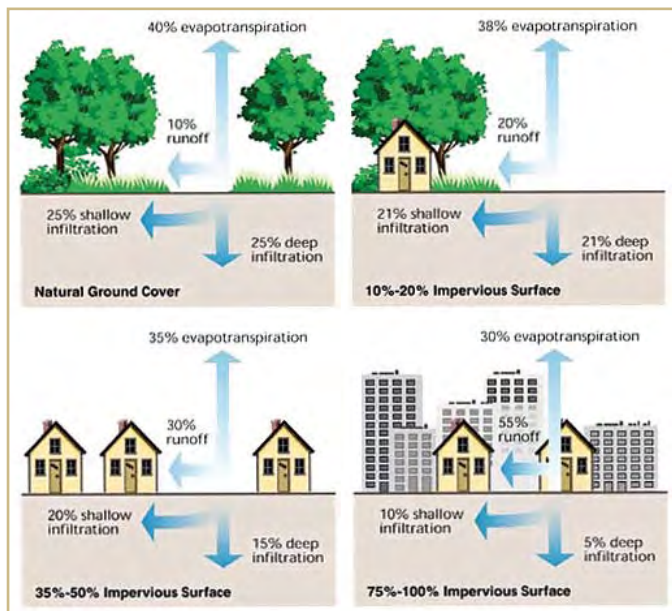 40% evapotranspiration
10%
runoff
25% shallow
infiltration
25% deep
infiltration
Natural Ground Cover
38% evapotranspiration
20%
runoff
21% shallow
infiltration
21% deep
infiltration
10%-20% Impervious Surface
35% evapotranspiration
30%
runoff
20% shallow
infiltration
15% deep
infiltration
35%-50% Impervious Surface
30% evapotranspiration
55%
runoff
10% shallow
infiltration
5% deep
infiltration
75%-100% Impervious Surface